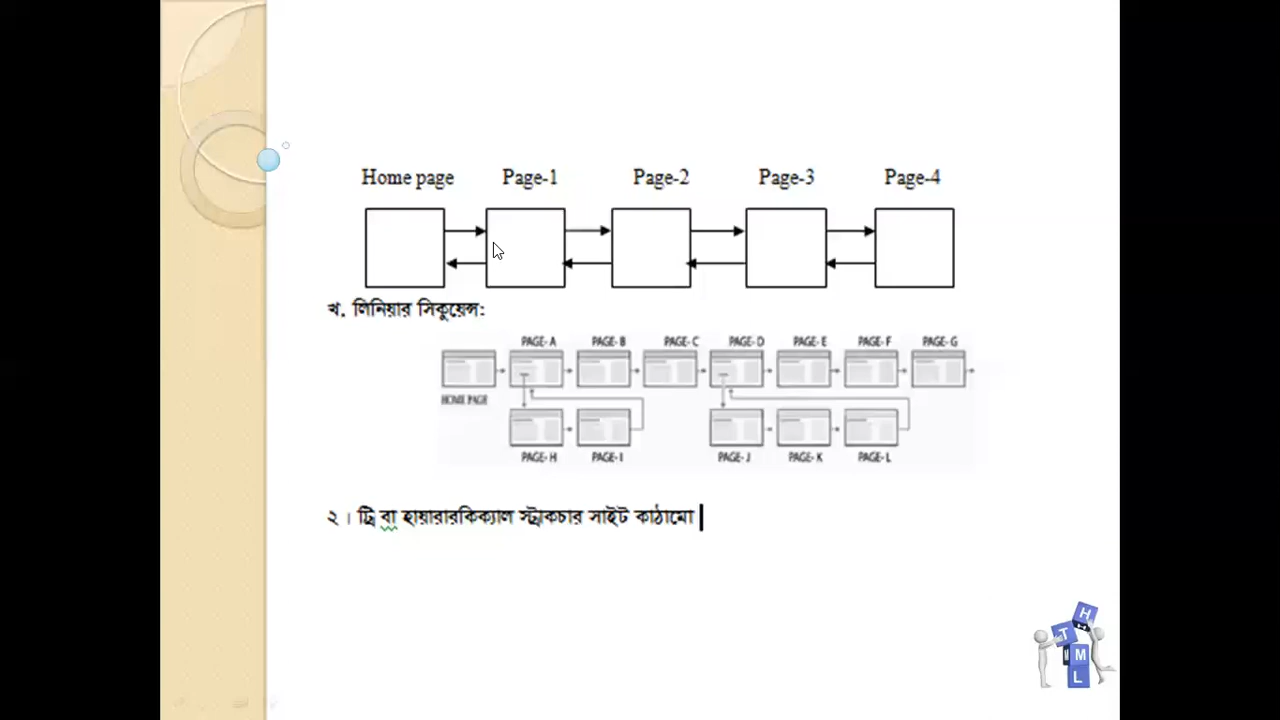 Home page Page-1 Page-2 Page-3 Page-4
খ. লিনিয়ার সিকুয়েন্স:
PAGE- A PAGE- B PAGE- C PAGE- D PAGE- E PAGE- F PAGE- G
HOME PAGE
PAGE- H PAGE- I PAGE- J PAGE- K PAGE- L
২। ট্রি বা হায়ারারকিক্যাল স্ট্রাকচার সাইট কাঠামো
H
T
M
M
L